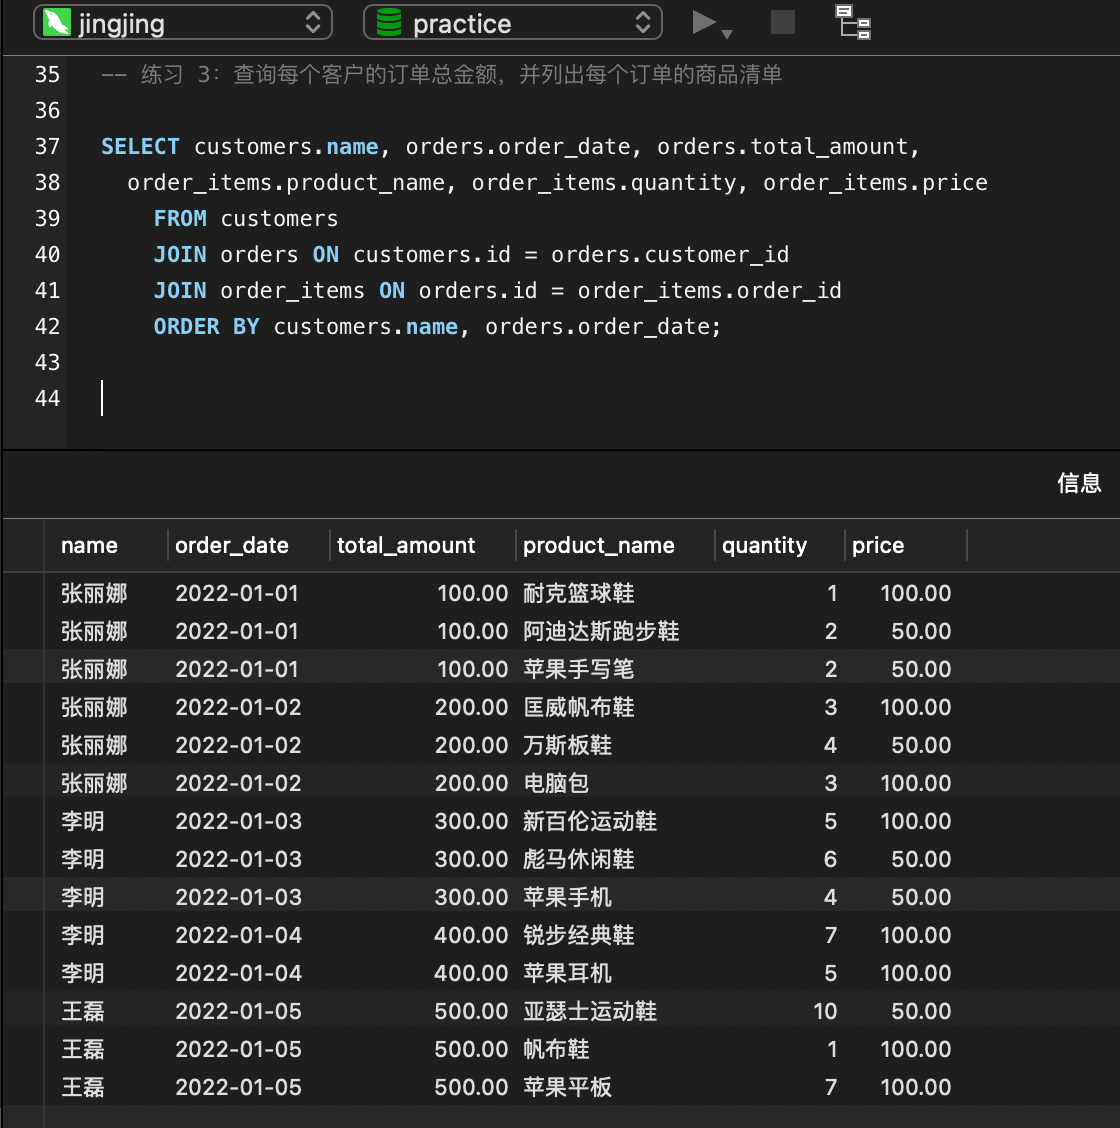 jingjing practice
35 -- 练习 3：查询每个客户的订单总金额，并列出每个订单的商品清单
36
37 SELECT customers.name, orders.order_date, orders.total_amount,
38 order_items.product_name, order_items.quantity, order_items.price
39 FROM customers
40 JOIN orders ON customers.id = orders.customer_id
41 JOIN order_items ON orders.id = order_items.order_id
42 ORDER BY customers.name, orders.order_date;
43
44
信息
name order_date total_amount product_name quantity price
张丽娜 2022-01-01 100.00 耐克篮球鞋 1 100.00
张丽娜 2022-01-01 100.00 阿迪达斯跑步鞋 2 50.00
张丽娜 2022-01-01 100.00 苹果手写笔 2 50.00
张丽娜 2022-01-02 200.00 匡威帆布鞋 3 100.00
张丽娜 2022-01-02 200.00 万斯板鞋 4 50.00
张丽娜 2022-01-02 200.00 电脑包 3 100.00
李明 2022-01-03 300.00 新百伦运动鞋 5 100.00
李明 2022-01-03 300.00 彪马休闲鞋 6 50.00
李明 2022-01-03 300.00 苹果手机 4 50.00
李明 2022-01-04 400.00 锐步经典鞋 7 100.00
李明 2022-01-04 400.00 苹果耳机 5 100.00
王磊 2022-01-05 500.00 亚瑟士运动鞋 10 50.00
王磊 2022-01-05 500.00 帆布鞋 1 100.00
王磊 2022-01-05 500.00 苹果平板 7 100.00